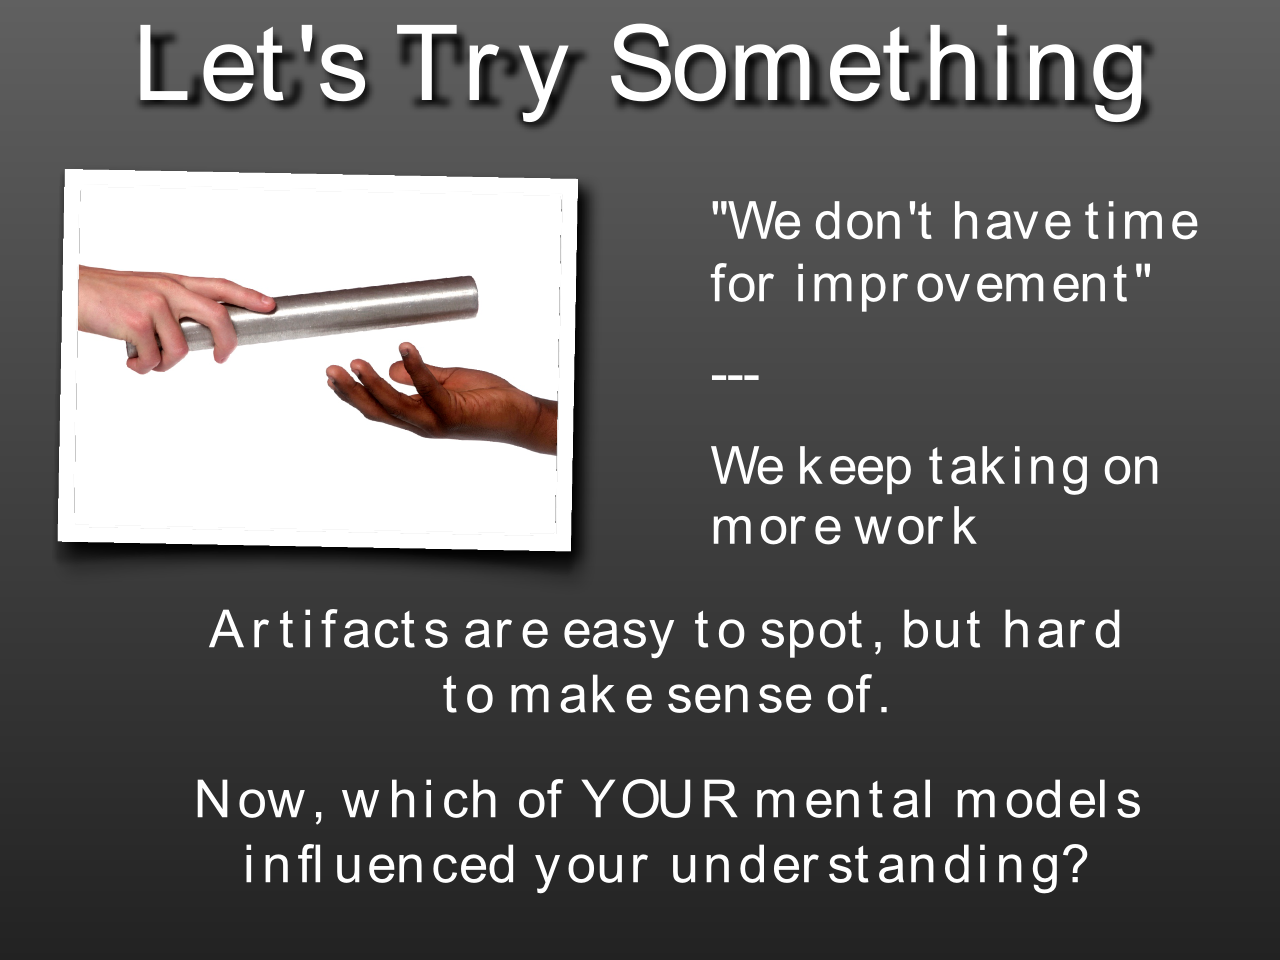 Let's Try Something
"We don't have time
for improvement"
---
We keep taking on
more work
Artifacts are easy to spot, but hard
to make sense of.
Now, which of YOUR mental models
influenced your understanding?